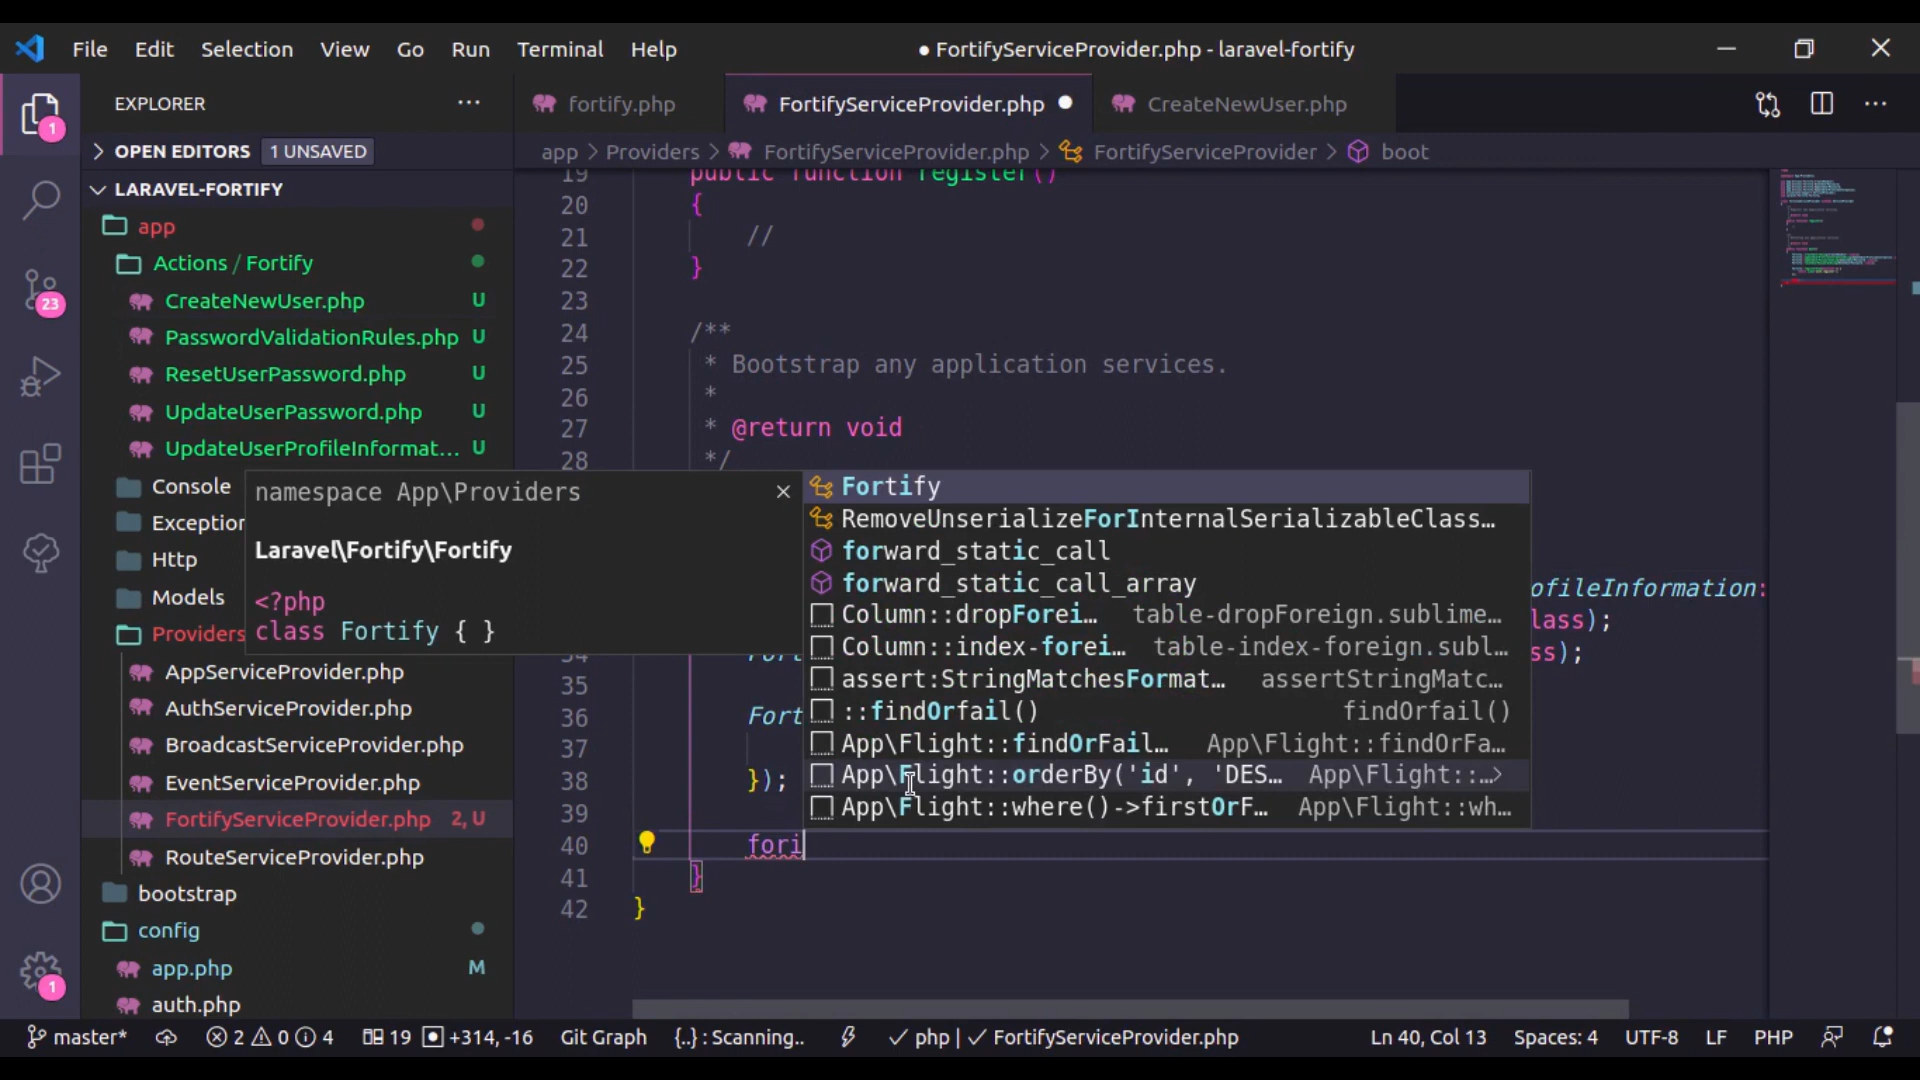 File Edit Selection View Go Run Terminal Help ● FortifyServiceProvider.php - laravel-fortify
EXPLORER ...
fortify.php FortifyServiceProvider.php CreateNewUser.php
OPEN EDITORS 1 UNSAVED
app > Providers > FortifyServiceProvider.php > FortifyServiceProvider > boot
LARAVEL-FORTIFY
app
Actions / Fortify
CreateNewUser.php U
PasswordValidationRules.php U
ResetUserPassword.php U
UpdateUserPassword.php U
UpdateUserProfileInformat... U
Console
Http
Models
Providers
AppServiceProvider.php
AuthServiceProvider.php
BroadcastServiceProvider.php
EventServiceProvider.php
FortifyServiceProvider.php 2, U
RouteServiceProvider.php
bootstrap
config
app.php M
auth.php
1
23
1
19 public function register()
20 {
21 //
22 }
23
24 /**
25 * Bootstrap any application services.
26 *
27 * @return void
28 */
ofileInformation:
lass);
ss);
35
36 Fort
37
38 });
39
40 fori
41 }
42 }
namespace App\Providers
Laravel\Fortify\Fortify
<?php
class Fortify { }
Fortify
RemoveUnserializeForInternalSerializableClass...
forward_static_call
forward_static_call_array
Column::dropForei... table-dropForeign.sublime...
Column::index-forei... table-index-foreign.subl...
assert:StringMatchesFormat... assertStringMatc...
::findOrfail() findOrfail()
App\Flight::findOrFail... App\Flight::findOrFa...
App\Flight::orderBy('id', 'DES... App\Flight::...>
App\Flight::where()->firstOrF... App\Flight::wh...
master* 2 0 4 19 +314, -16 Git Graph {..} : Scanning.. ✓ php | ✓ FortifyServiceProvider.php Ln 40, Col 13 Spaces: 4 UTF-8 LF PHP